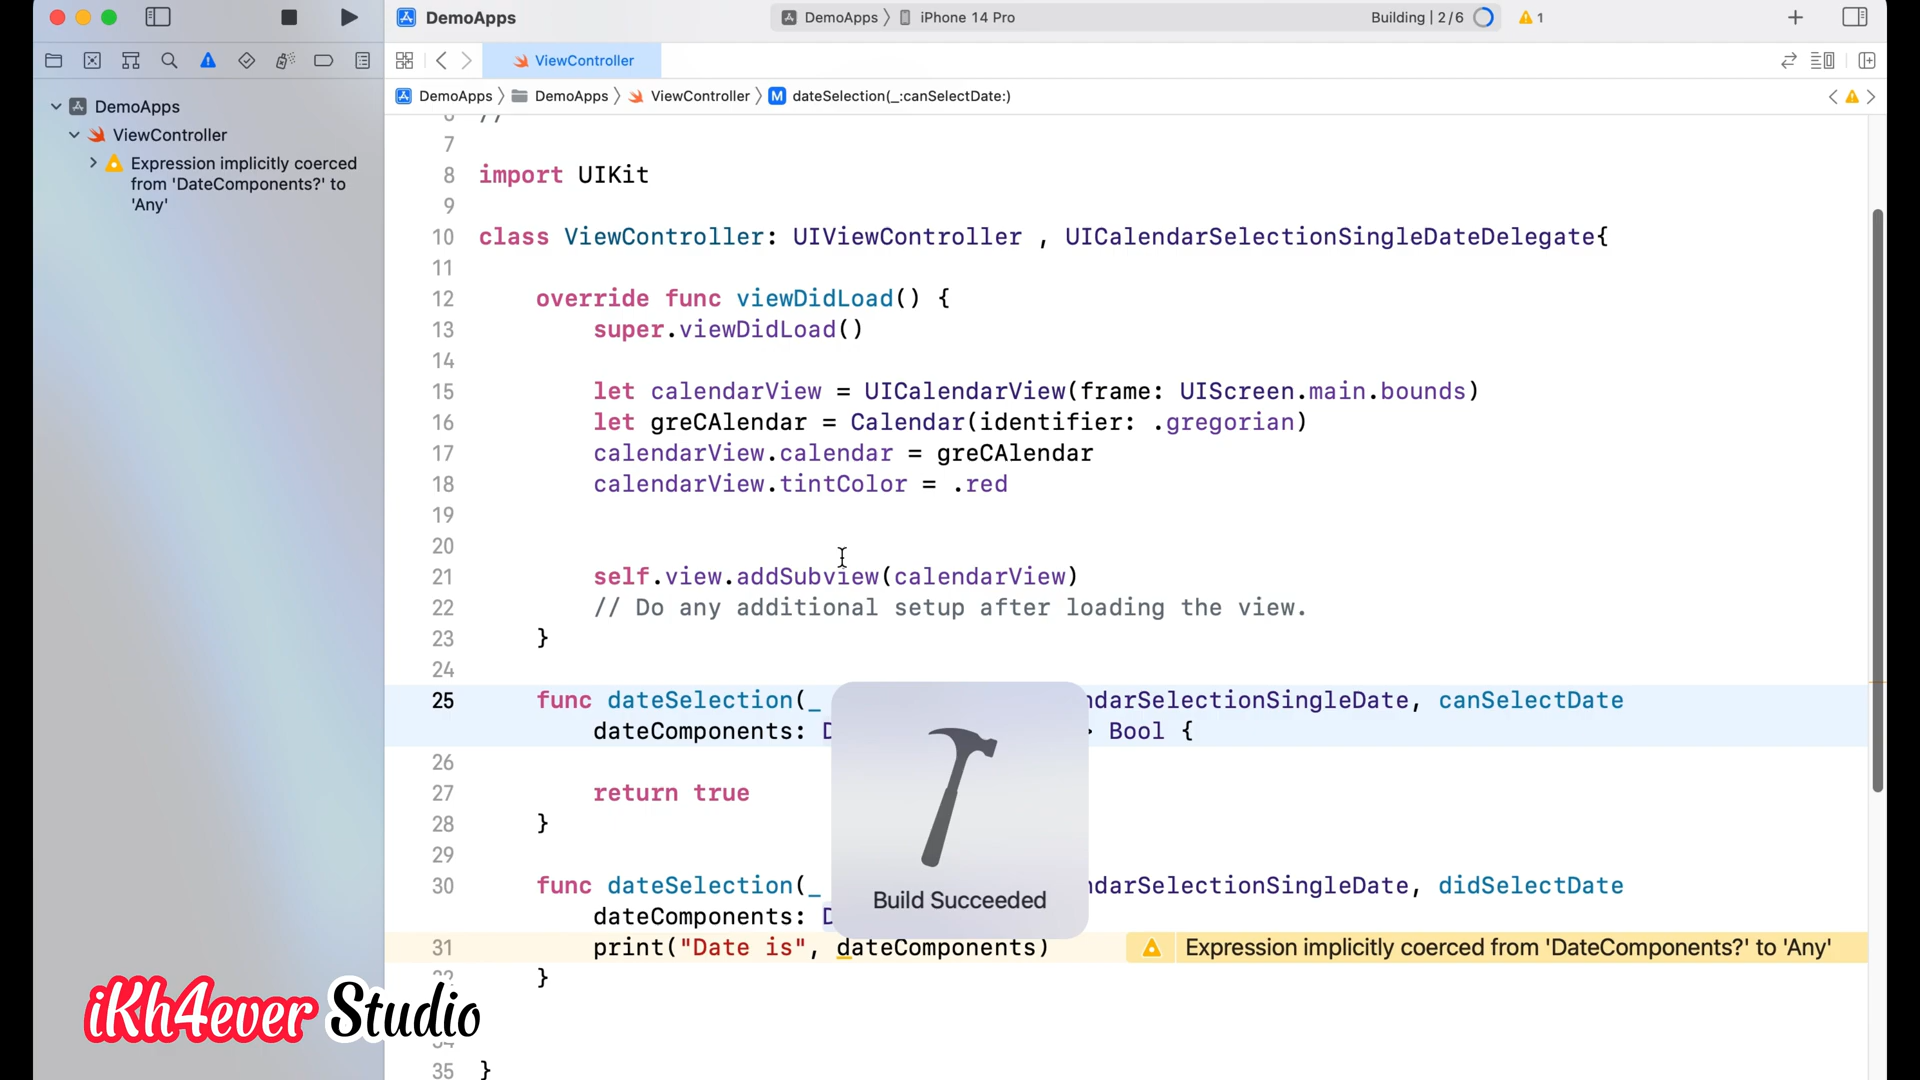 DemoApps
DemoApps 〉 iPhone 14 Pro
Building | 2/6
1
ViewController
DemoApps 〉 DemoApps 〉 ViewController 〉 M dateSelection(_:canSelectDate:)
DemoApps
ViewController
Expression implicitly coerced
from 'DateComponents?' to
'Any'
6 //
7
8 import UIKit
9
10 class ViewController: UIViewController , UICalendarSelectionSingleDateDelegate{
11
12 override func viewDidLoad() {
13 super.viewDidLoad()
14
15 let calendarView = UICalendarView(frame: UIScreen.main.bounds)
16 let greCAlendar = Calendar(identifier: .gregorian)
17 calendarView.calendar = greCAlendar
18 calendarView.tintColor = .red
19
20
21 self.view.addSubview(calendarView)
22 // Do any additional setup after loading the view.
23 }
24
25 func dateSelection(_ ndarSelectionSingleDate, canSelectDate
dateComponents: Bool {
26
27 return true
28 }
29
30 func dateSelection(_ ndarSelectionSingleDate, didSelectDate
dateComponents:
31 print("Date is", dateComponents) Expression implicitly coerced from 'DateComponents?' to 'Any'
}
35 }
Build Succeeded
iKh4ever Studio